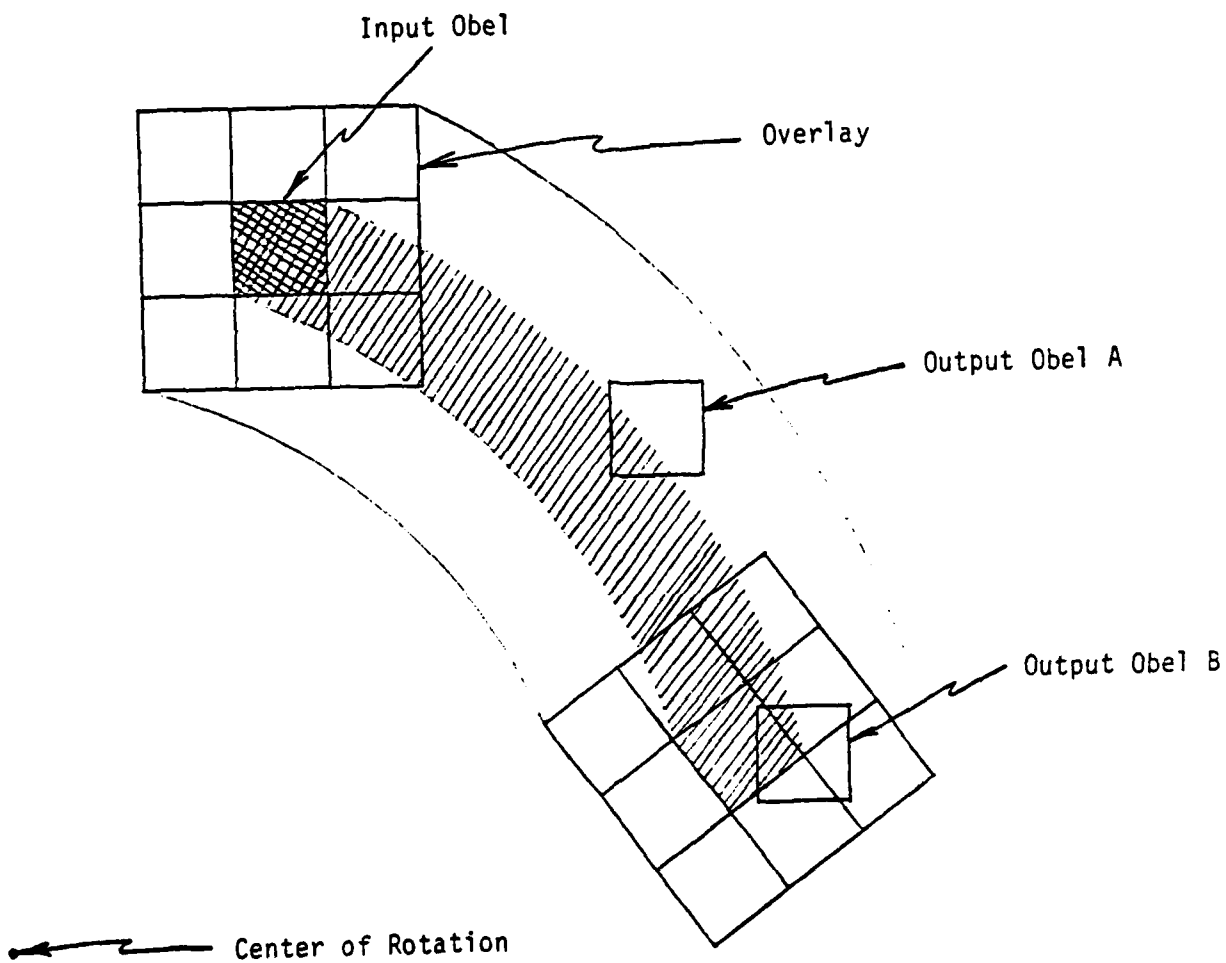 Input Obel
Overlay
Output Obel A
Output Obel B
Center of Rotation